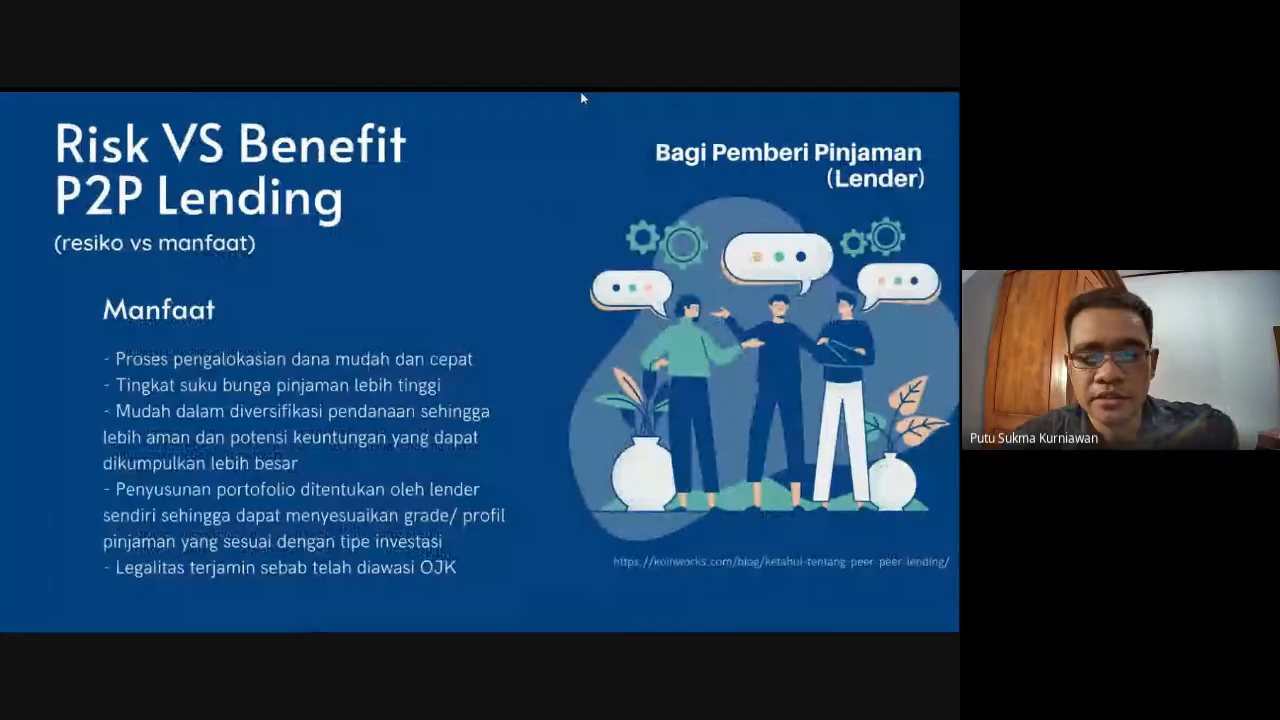 Risk VS Benefit
P2P Lending
(resiko vs manfaat)
Bagi Pemberi Pinjaman
(Lender)
Manfaat
- Proses pengalokasian dana mudah dan cepat
- Tingkat suku bunga pinjaman lebih tinggi
- Mudah dalam diversifikasi pendanaan sehingga
lebih aman dan potensi keuntungan yang dapat
dikumpulkan lebih besar
- Penyusunan portofolio ditentukan oleh lender
sendiri sehingga dapat menyesuaikan grade/ profil
pinjaman yang sesuai dengan tipe investasi
- Legalitas terjamin sebab telah diawasi OJK
https://koinworks.com/blog/ketahui-tentang-peer-peer-lending/
Putu Sukma Kurniawan